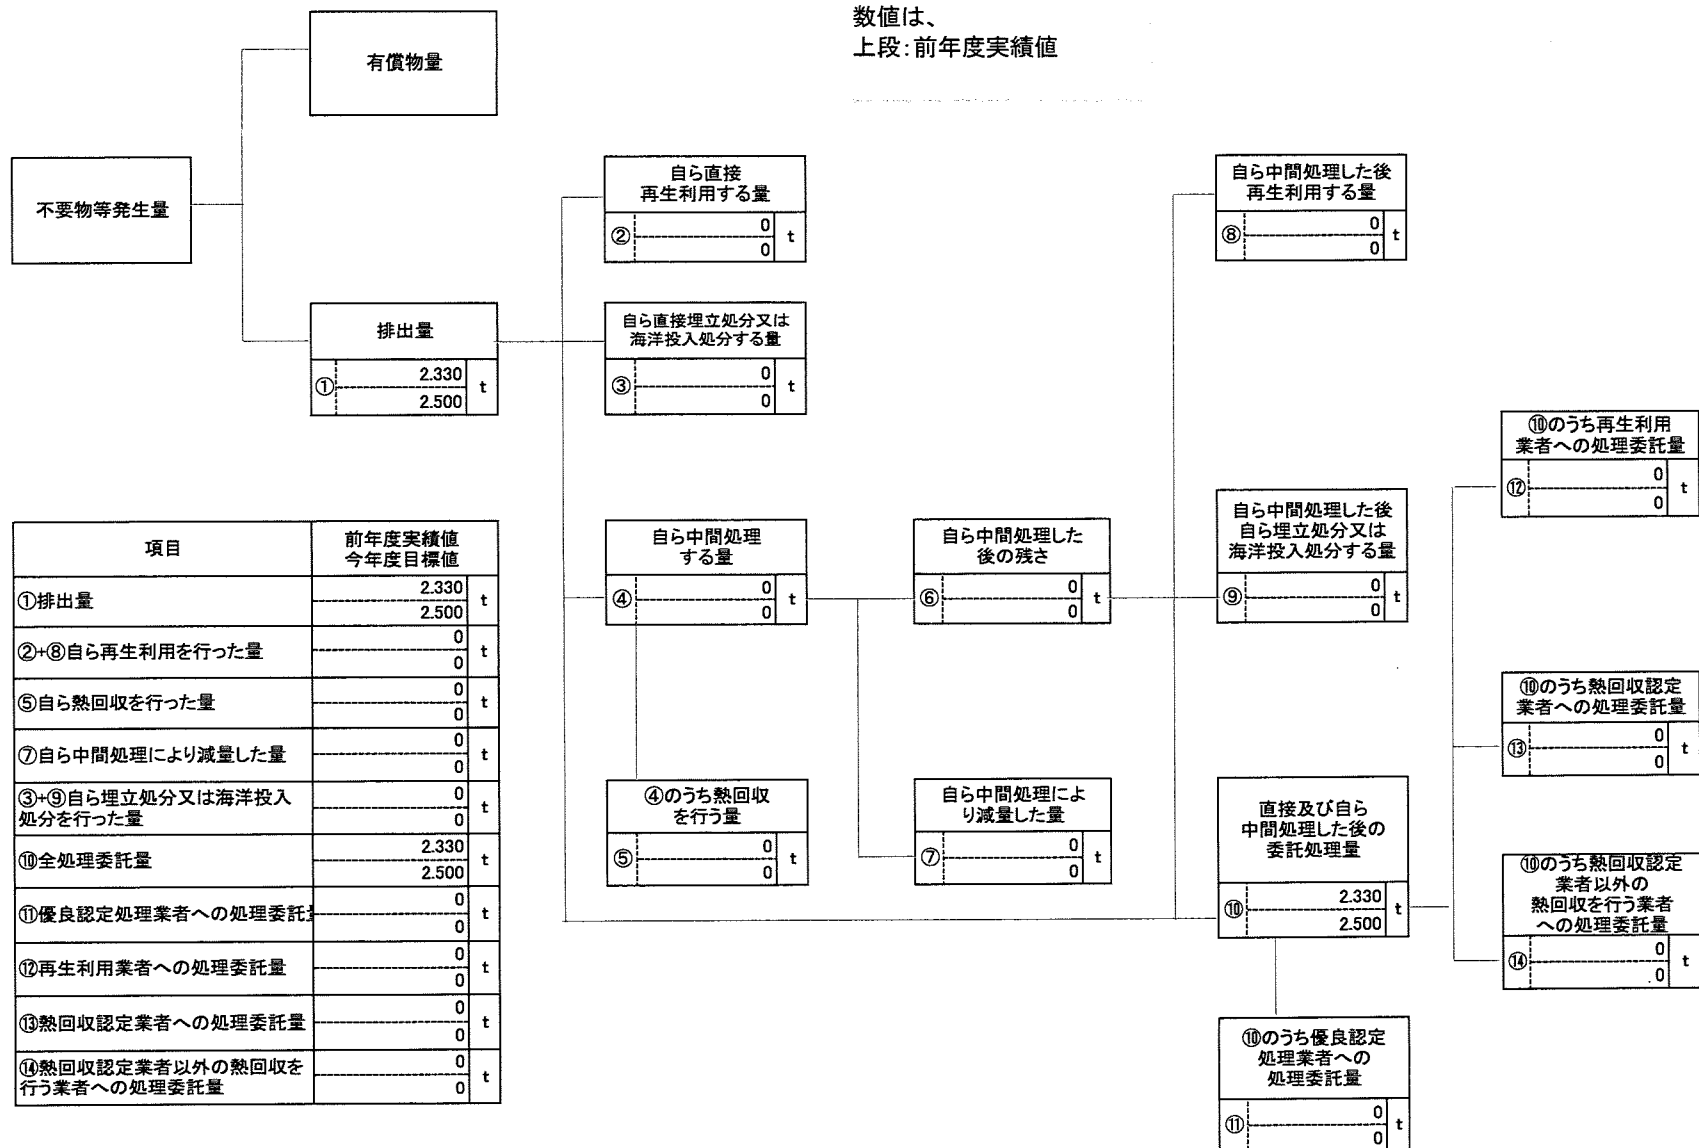 数値は、
上段:前年度実績値
有償物量
不要物等発生量
排出量
① 2.330 t
2.500
自ら直接
再生利用する量
② 0 t
0
自ら直接埋立処分又は
海洋投入処分する量
③ 0 t
0
自ら中間処理した後
再生利用する量
⑧ 0 t
0
自ら中間処理
する量
④ 0 t
0
自ら中間処理した
後の残さ
⑥ 0 t
0
自ら中間処理した後
自ら埋立処分又は
海洋投入処分する量
⑨ 0 t
0
④のうち熱回収
を行う量
⑤ 0 t
0
自ら中間処理によ
り減量した量
⑦ 0 t
0
直接及び自ら
中間処理した後の
委託処理量
⑩ 2.330 t
2.500
⑩のうち再生利用
業者への処理委託量
⑫ 0 t
0
⑩のうち熱回収認定
業者への処理委託量
⑬ 0 t
0
⑩のうち熱回収認定
業者以外の
熱回収を行う業者
への処理委託量
⑭ 0 t
0
⑩のうち優良認定
処理業者への
処理委託量
⑪ 0 t
0
項目 前年度実績値
今年度目標値
①排出量 2.330 t
2.500
②+⑧自ら再生利用を行った量 0 t
0
⑤自ら熱回収を行った量 0 t
0
⑦自ら中間処理により減量した量 0 t
0
③+⑨自ら埋立処分又は海洋投入
処分を行った量 0 t
0
⑩全処理委託量 2.330 t
2.500
⑪優良認定処理業者への処理委託 0 t
0
⑫再生利用業者への処理委託量 0 t
0
⑬熱回収認定業者への処理委託量 0 t
0
⑭熱回収認定業者以外の熱回収を
行う業者への処理委託量 0 t
0